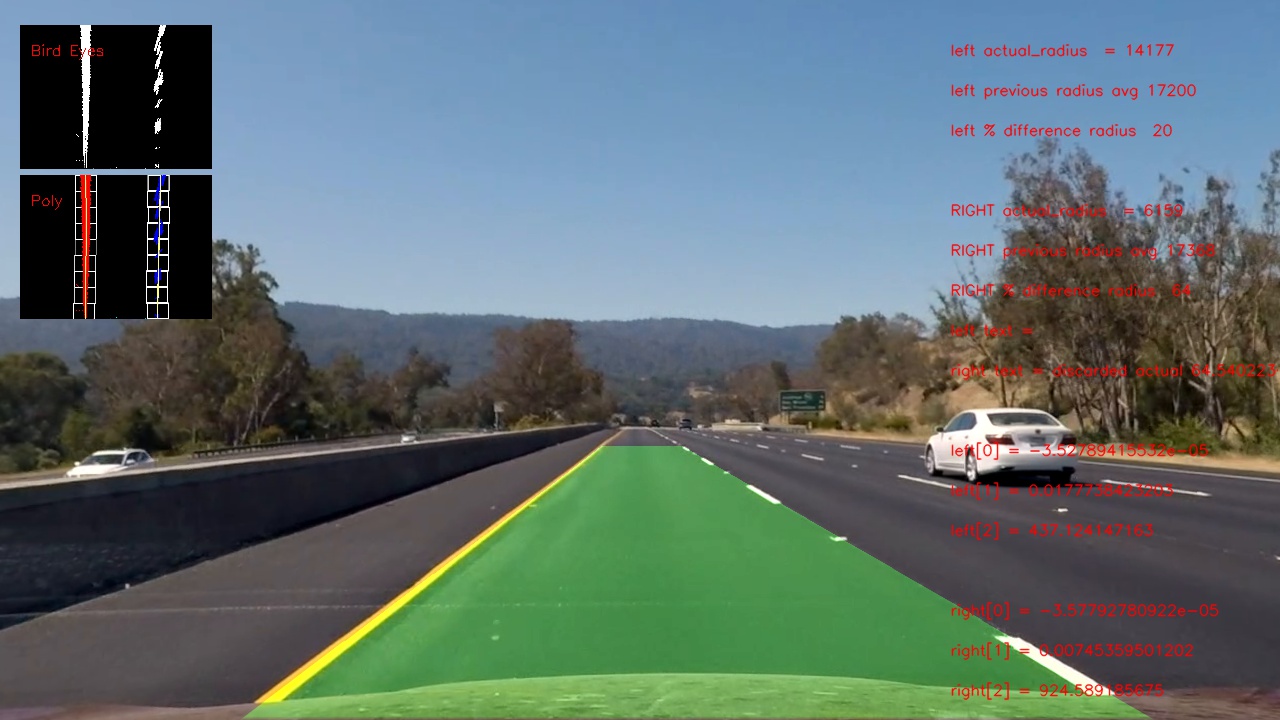 Bird Eyes
Poly
left actual_radius = 14177
left previous radius avg 17200
left % difference radius 20
RIGHT actual_radius = 6159
RIGHT previous radius avg 17368
RIGHT % difference radius 64
left text =
right text = discarded actual 64.540223
left[0] = -3.52789415532e-05
left[1] = 0.0177738423203
left[2] = 437.124147163
right[0] = -3.57792780922e-05
right[1] = 0.00745359501202
right[2] = 924.589185675